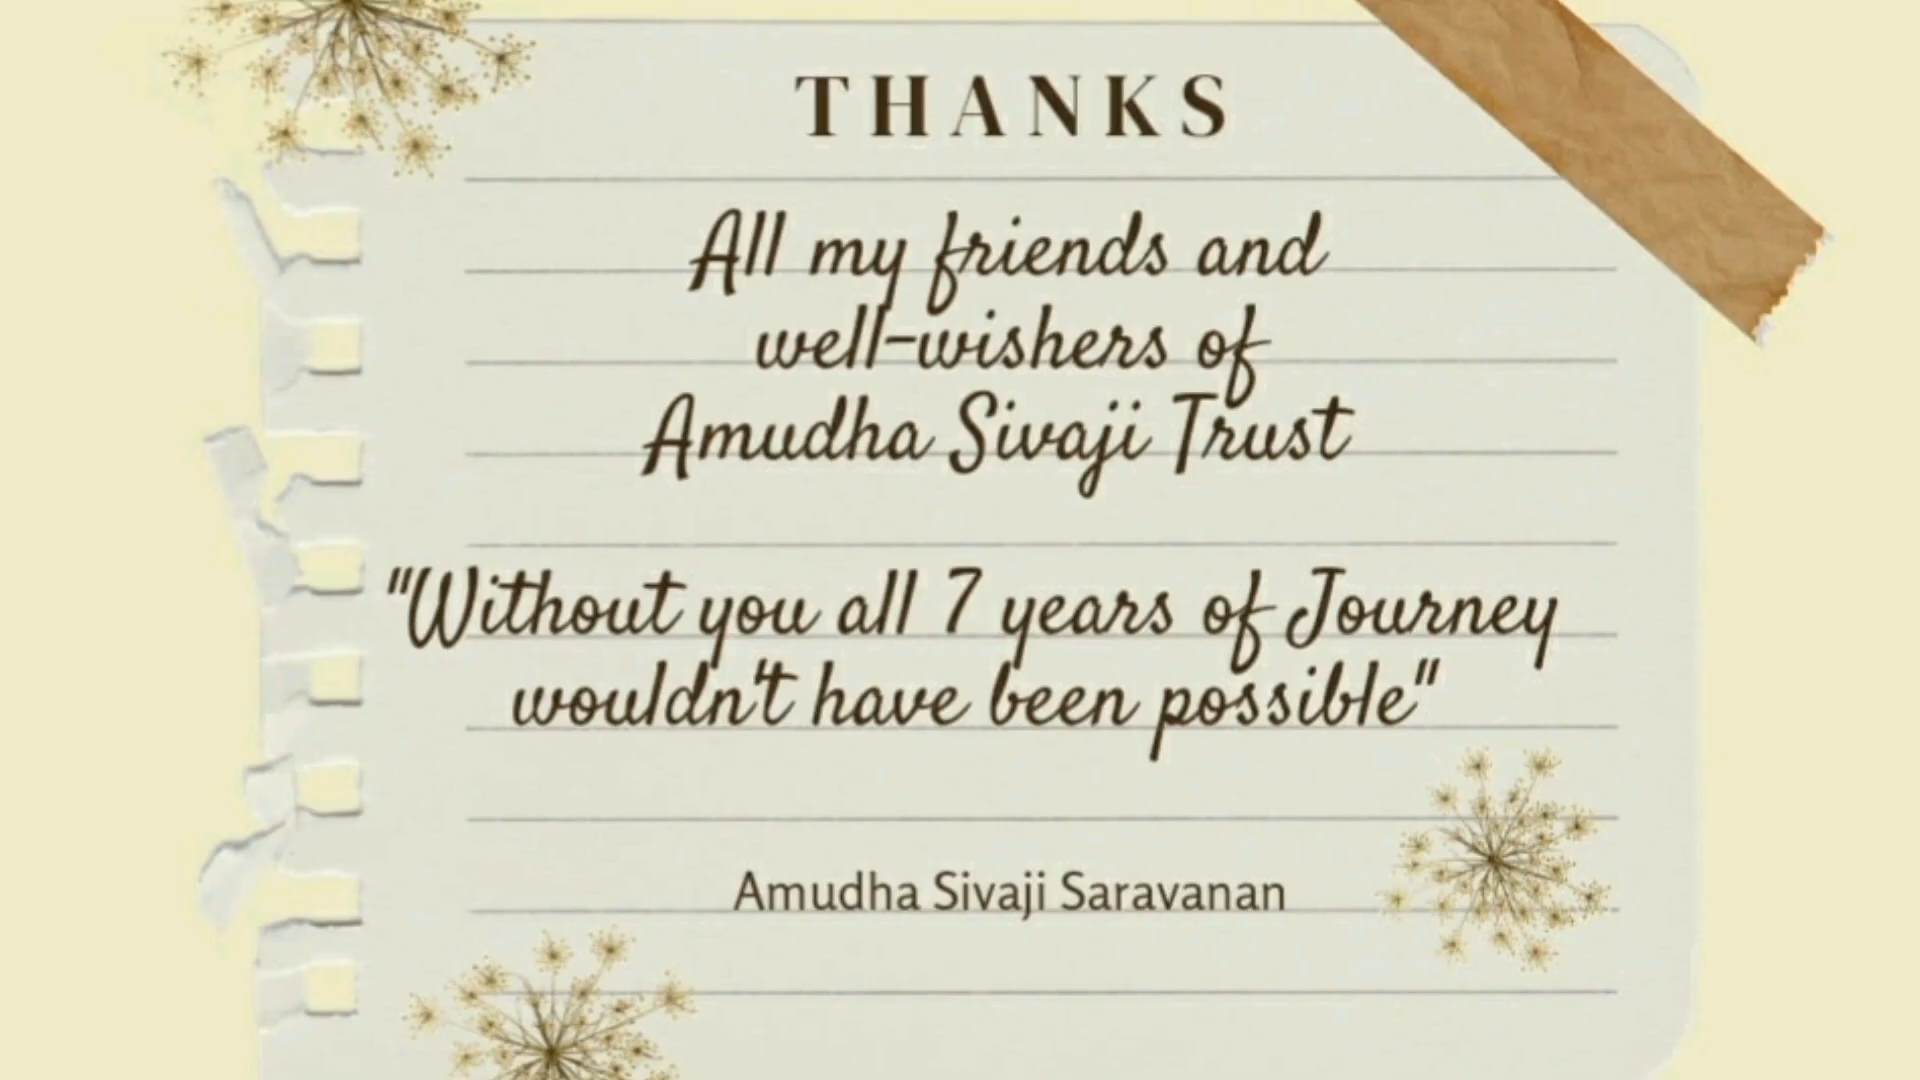 THANKS
All my friends and
well-wishers of
Amudha Sivaji Trust
"Without you all 7 years of Journey
wouldn't have been possible"
Amudha Sivaji Saravanan